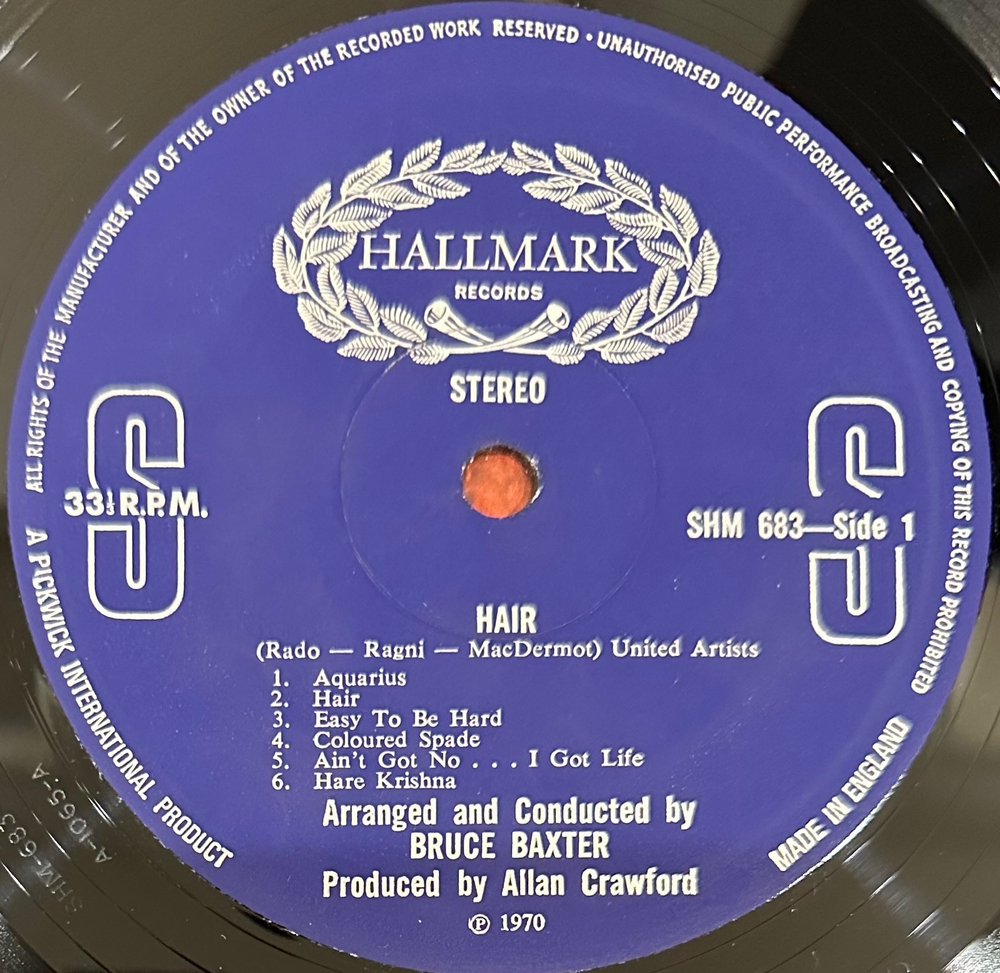 ALL RIGHTS OF THE MANUFACTURER AND OF THE OWNER OF THE RECORDED WORK RESERVED • UNAUTHORISED PUBLIC PERFORMANCE BROADCASTING AND COPYING OF THIS RECORD PROHIBITED
HALLMARK
RECORDS
STEREO
S
33⅓ R.P.M.
S
SHM 683—Side 1
HAIR
(Rado — Ragni — MacDermot) United Artists
1. Aquarius
2. Hair
3. Easy To Be Hard
4. Coloured Spade
5. Ain't Got No . . . I Got Life
6. Hare Krishna
Arranged and Conducted by
BRUCE BAXTER
Produced by Allan Crawford
℗ 1970
A PICKWICK INTERNATIONAL PRODUCT
MADE IN ENGLAND
SHM-683
A-1065-A